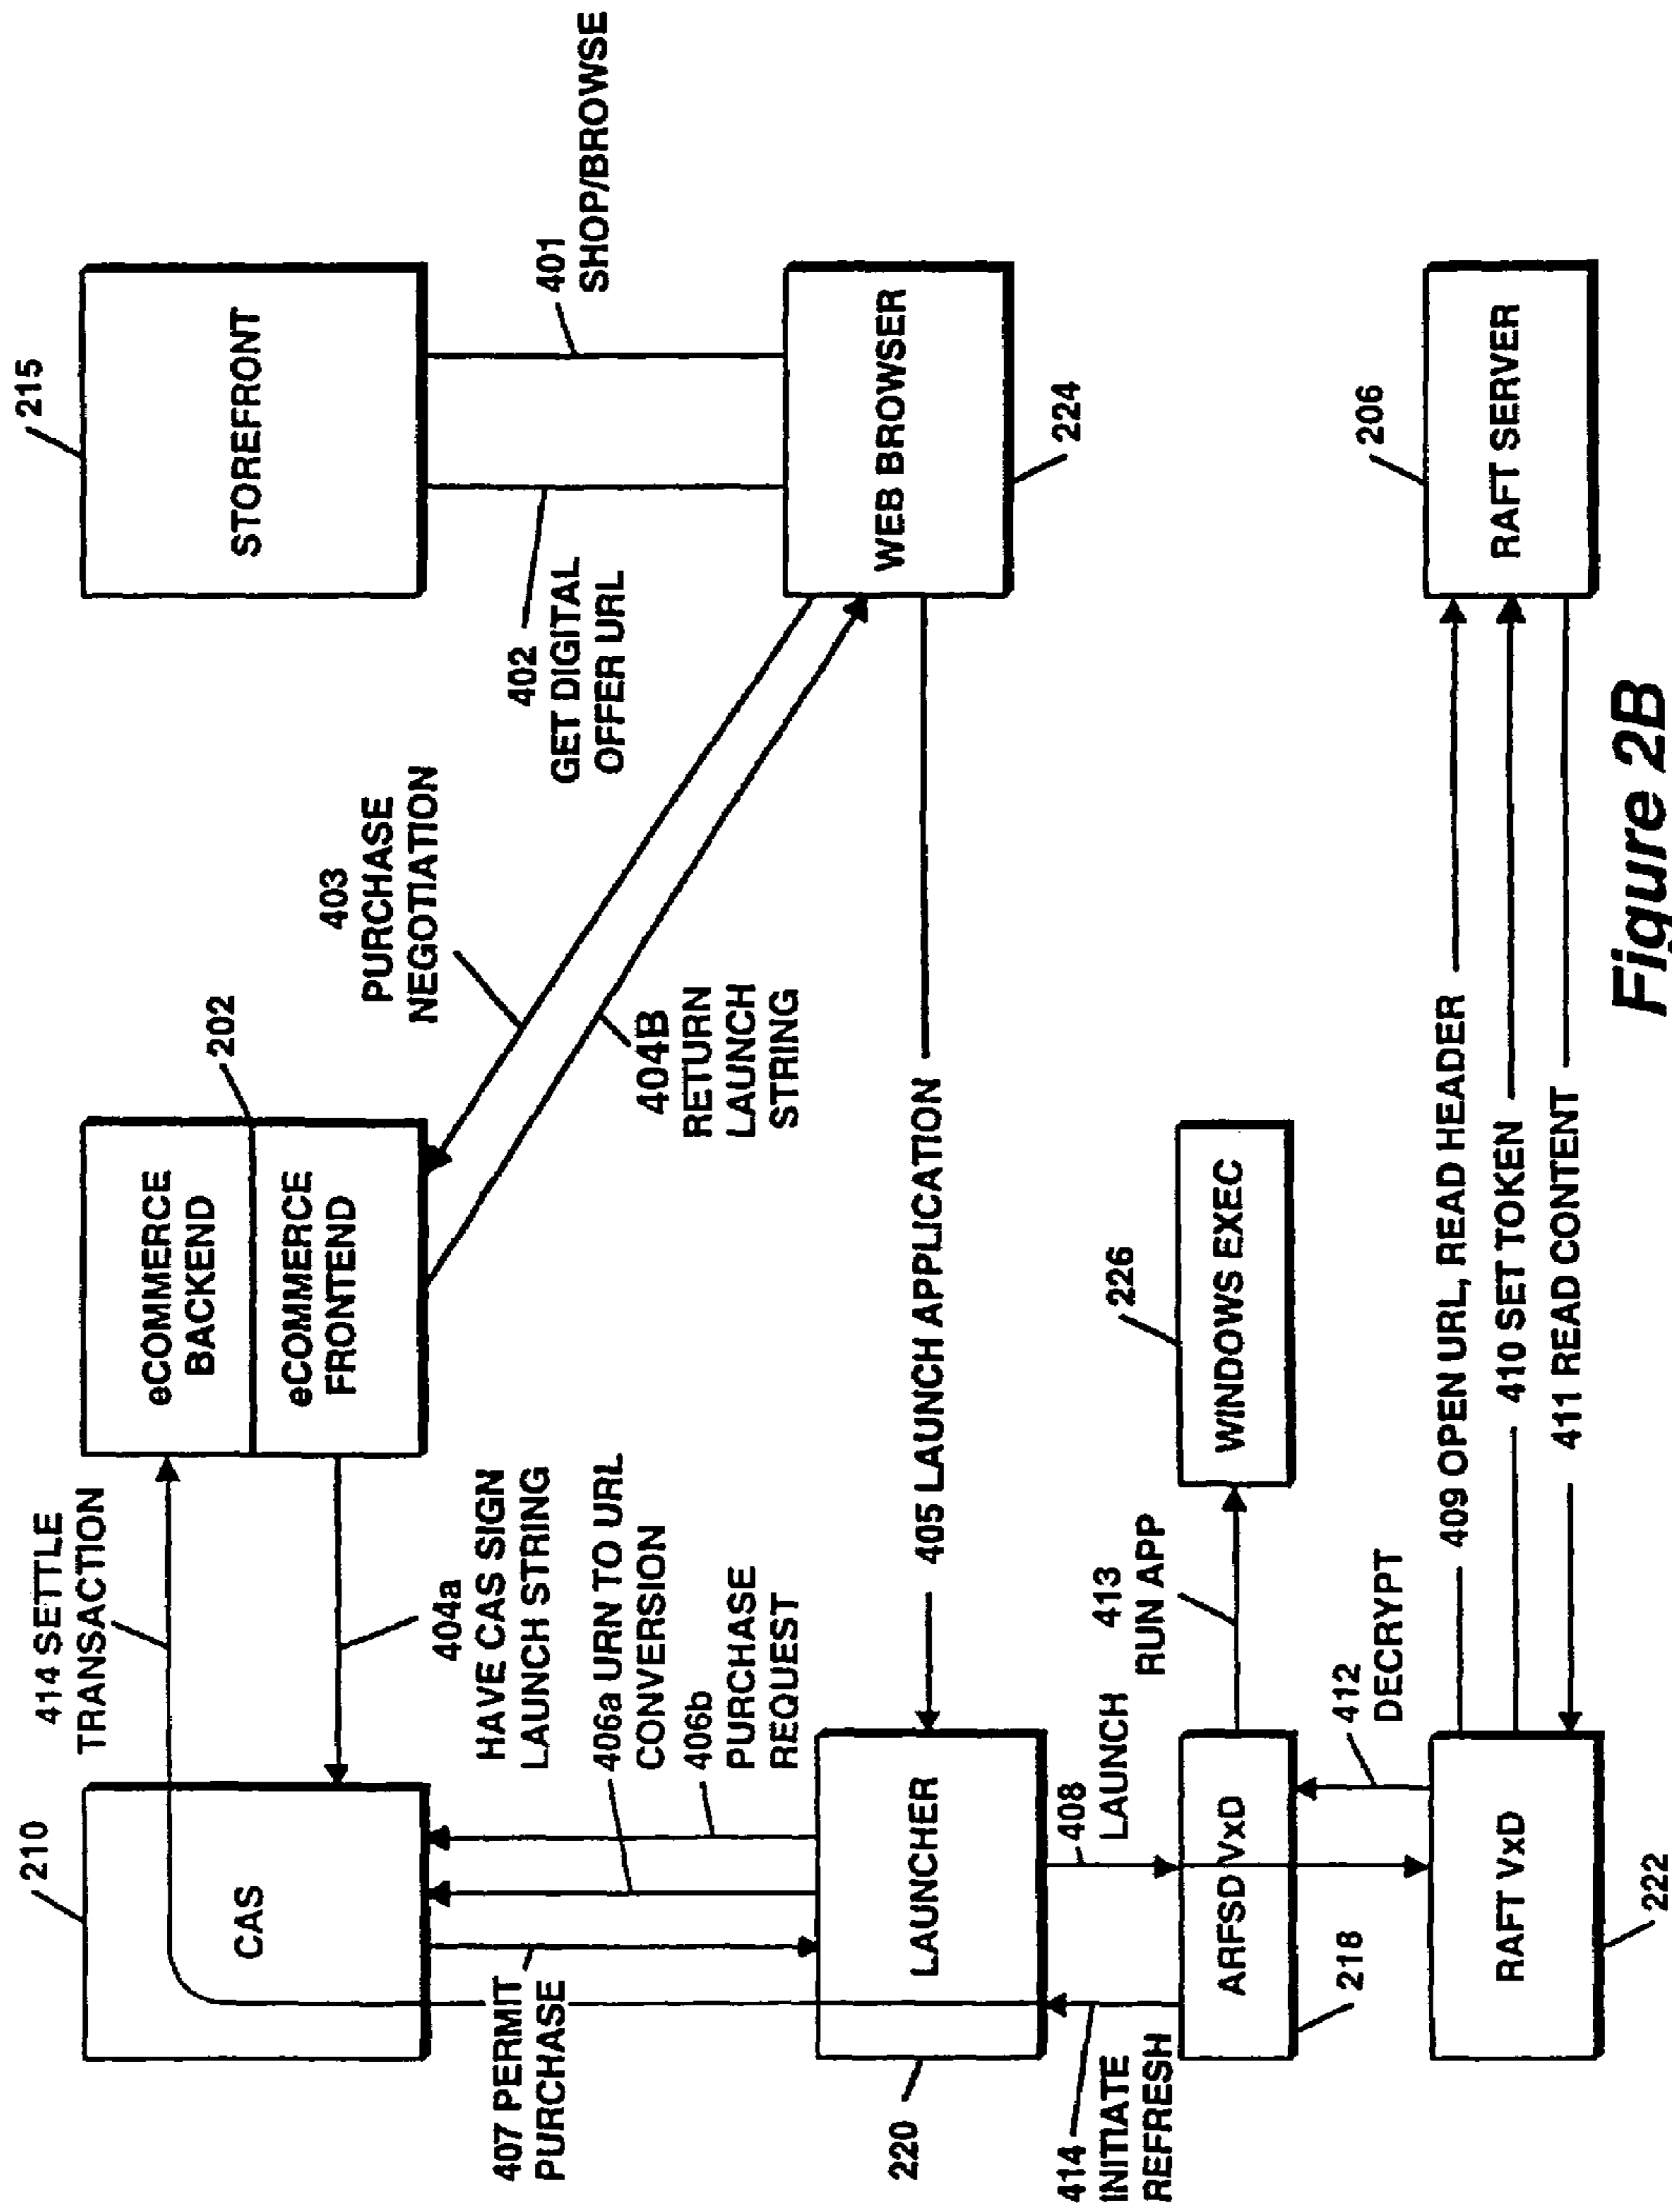 210
CAS
414 SETTLE
TRANSACTION
404a
HAVE CAS SIGN
LAUNCH STRING
202
eCOMMERCE
BACKEND
eCOMMERCE
FRONTEND
403
PURCHASE
NEGOTIATION
404B
RETURN
LAUNCH
STRING
215
STOREFRONT
402
GET DIGITAL
OFFER URL
401
SHOP/BROWSE
407 PERMIT
PURCHASE
406a URN TO URL
CONVERSION
406b
PURCHASE
REQUEST
220
LAUNCHER
405 LAUNCH APPLICATION
WEB BROWSER
224
414
INITIATE
REFRESH
408
LAUNCH
413
RUN APP
226
WINDOWS EXEC
ARFSD VxD
218
412
DECRYPT
RAFT VxD
222
409 OPEN URL, READ HEADER
410 SET TOKEN
411 READ CONTENT
206
RAFT SERVER
Figure 2B